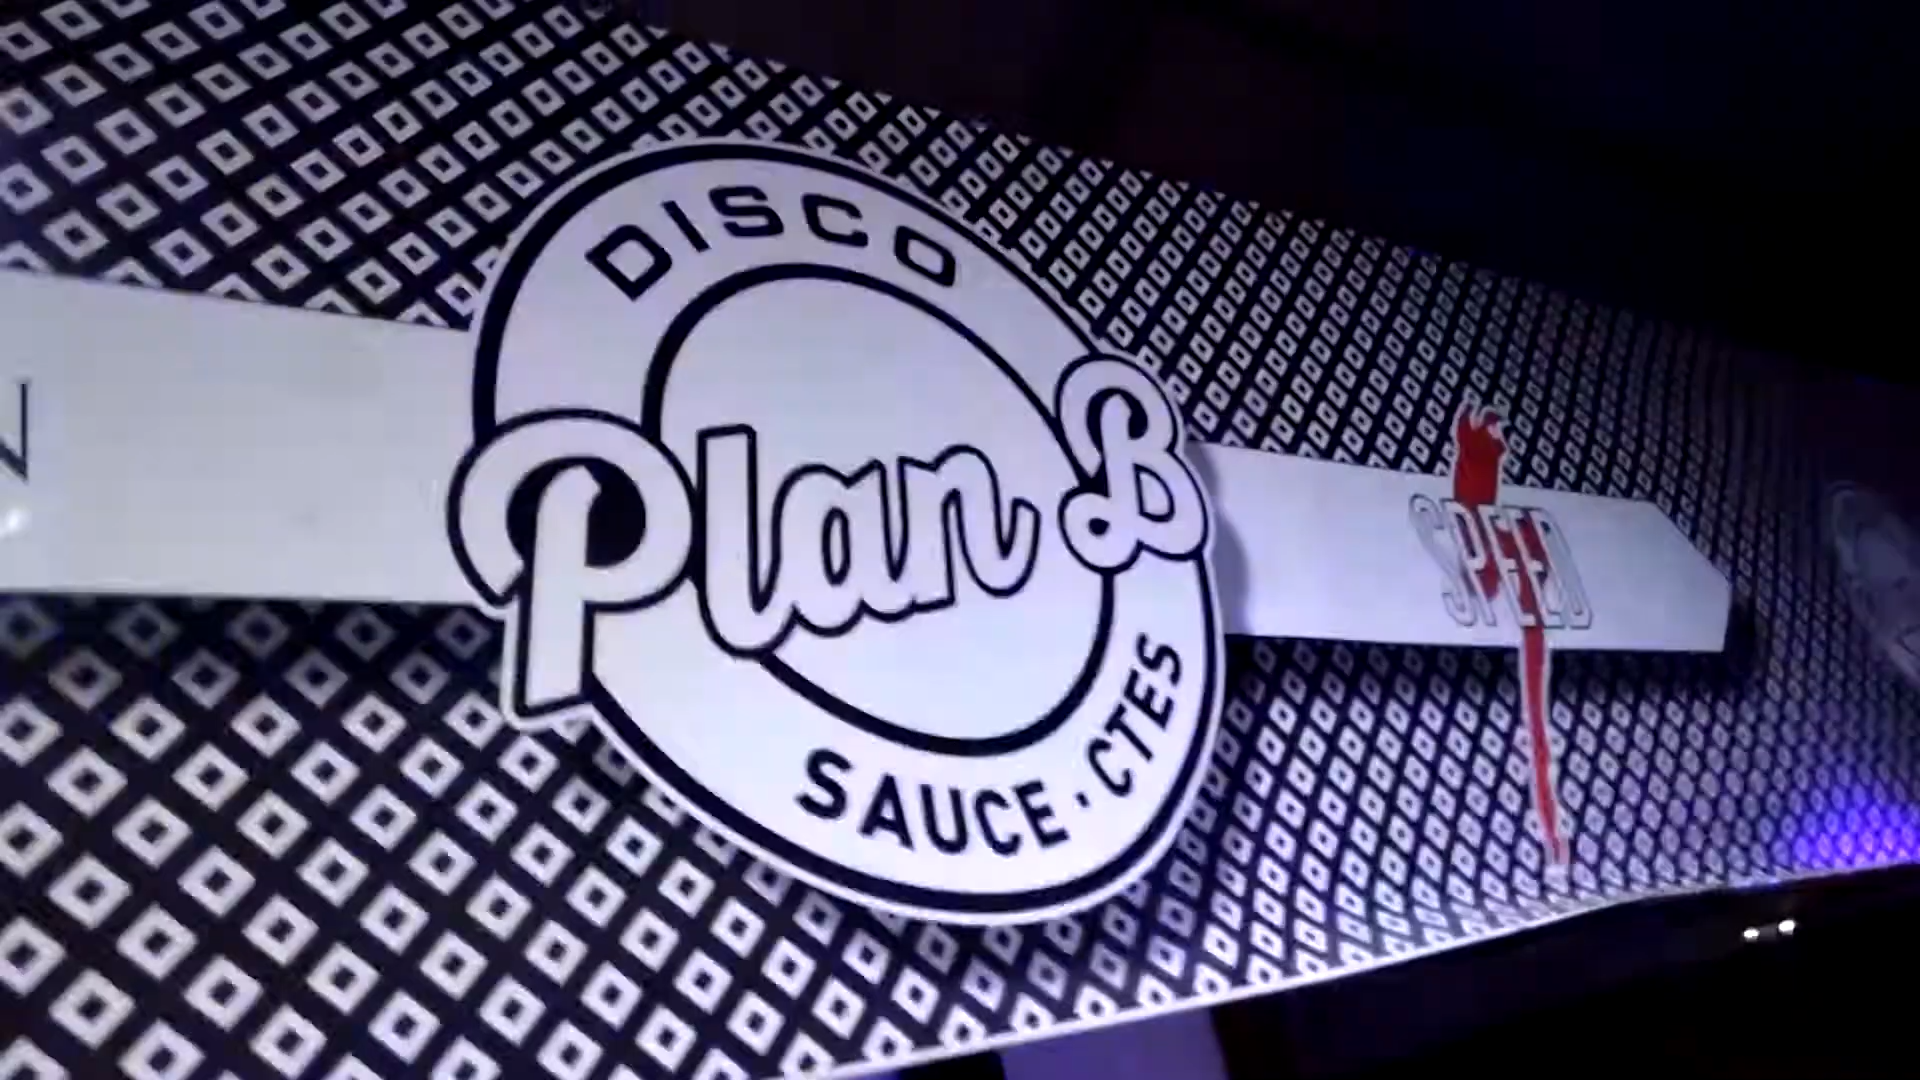 DISCO
Plan B
SAUCE · CTES
SPEED